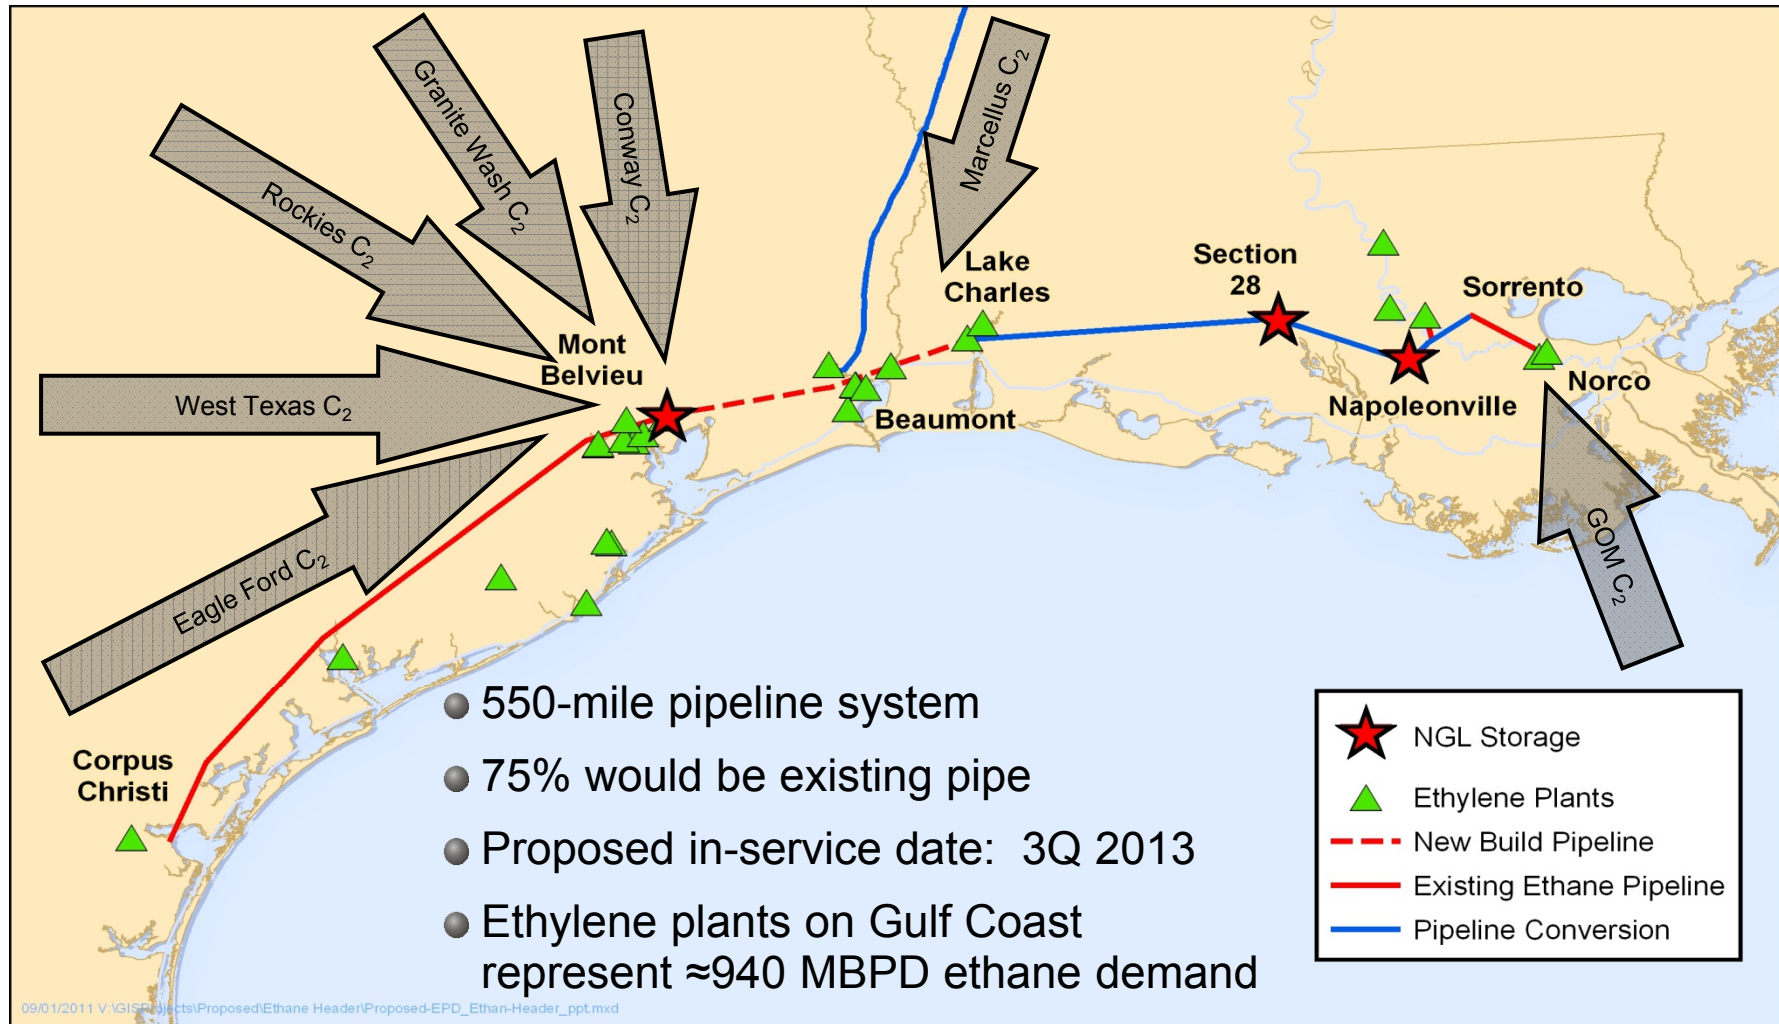 Granite Wash C₂
Conway C₂
Marcellus C₂
Rockies C₂
West Texas C₂
Eagle Ford C₂
GOM C₂
Mont
Belvieu
Lake
Charles
Section
28
Sorrento
Beaumont
Napoleonville
Norco
Corpus
Christi
550-mile pipeline system
75% would be existing pipe
Proposed in-service date: 3Q 2013
Ethylene plants on Gulf Coast
represent ≈940 MBPD ethane demand
NGL Storage
Ethylene Plants
New Build Pipeline
Existing Ethane Pipeline
Pipeline Conversion
09/01/2011 V:\GISProjects\Proposed\Ethane Header\Proposed-EPD_Ethan-Header_ppt.mxd